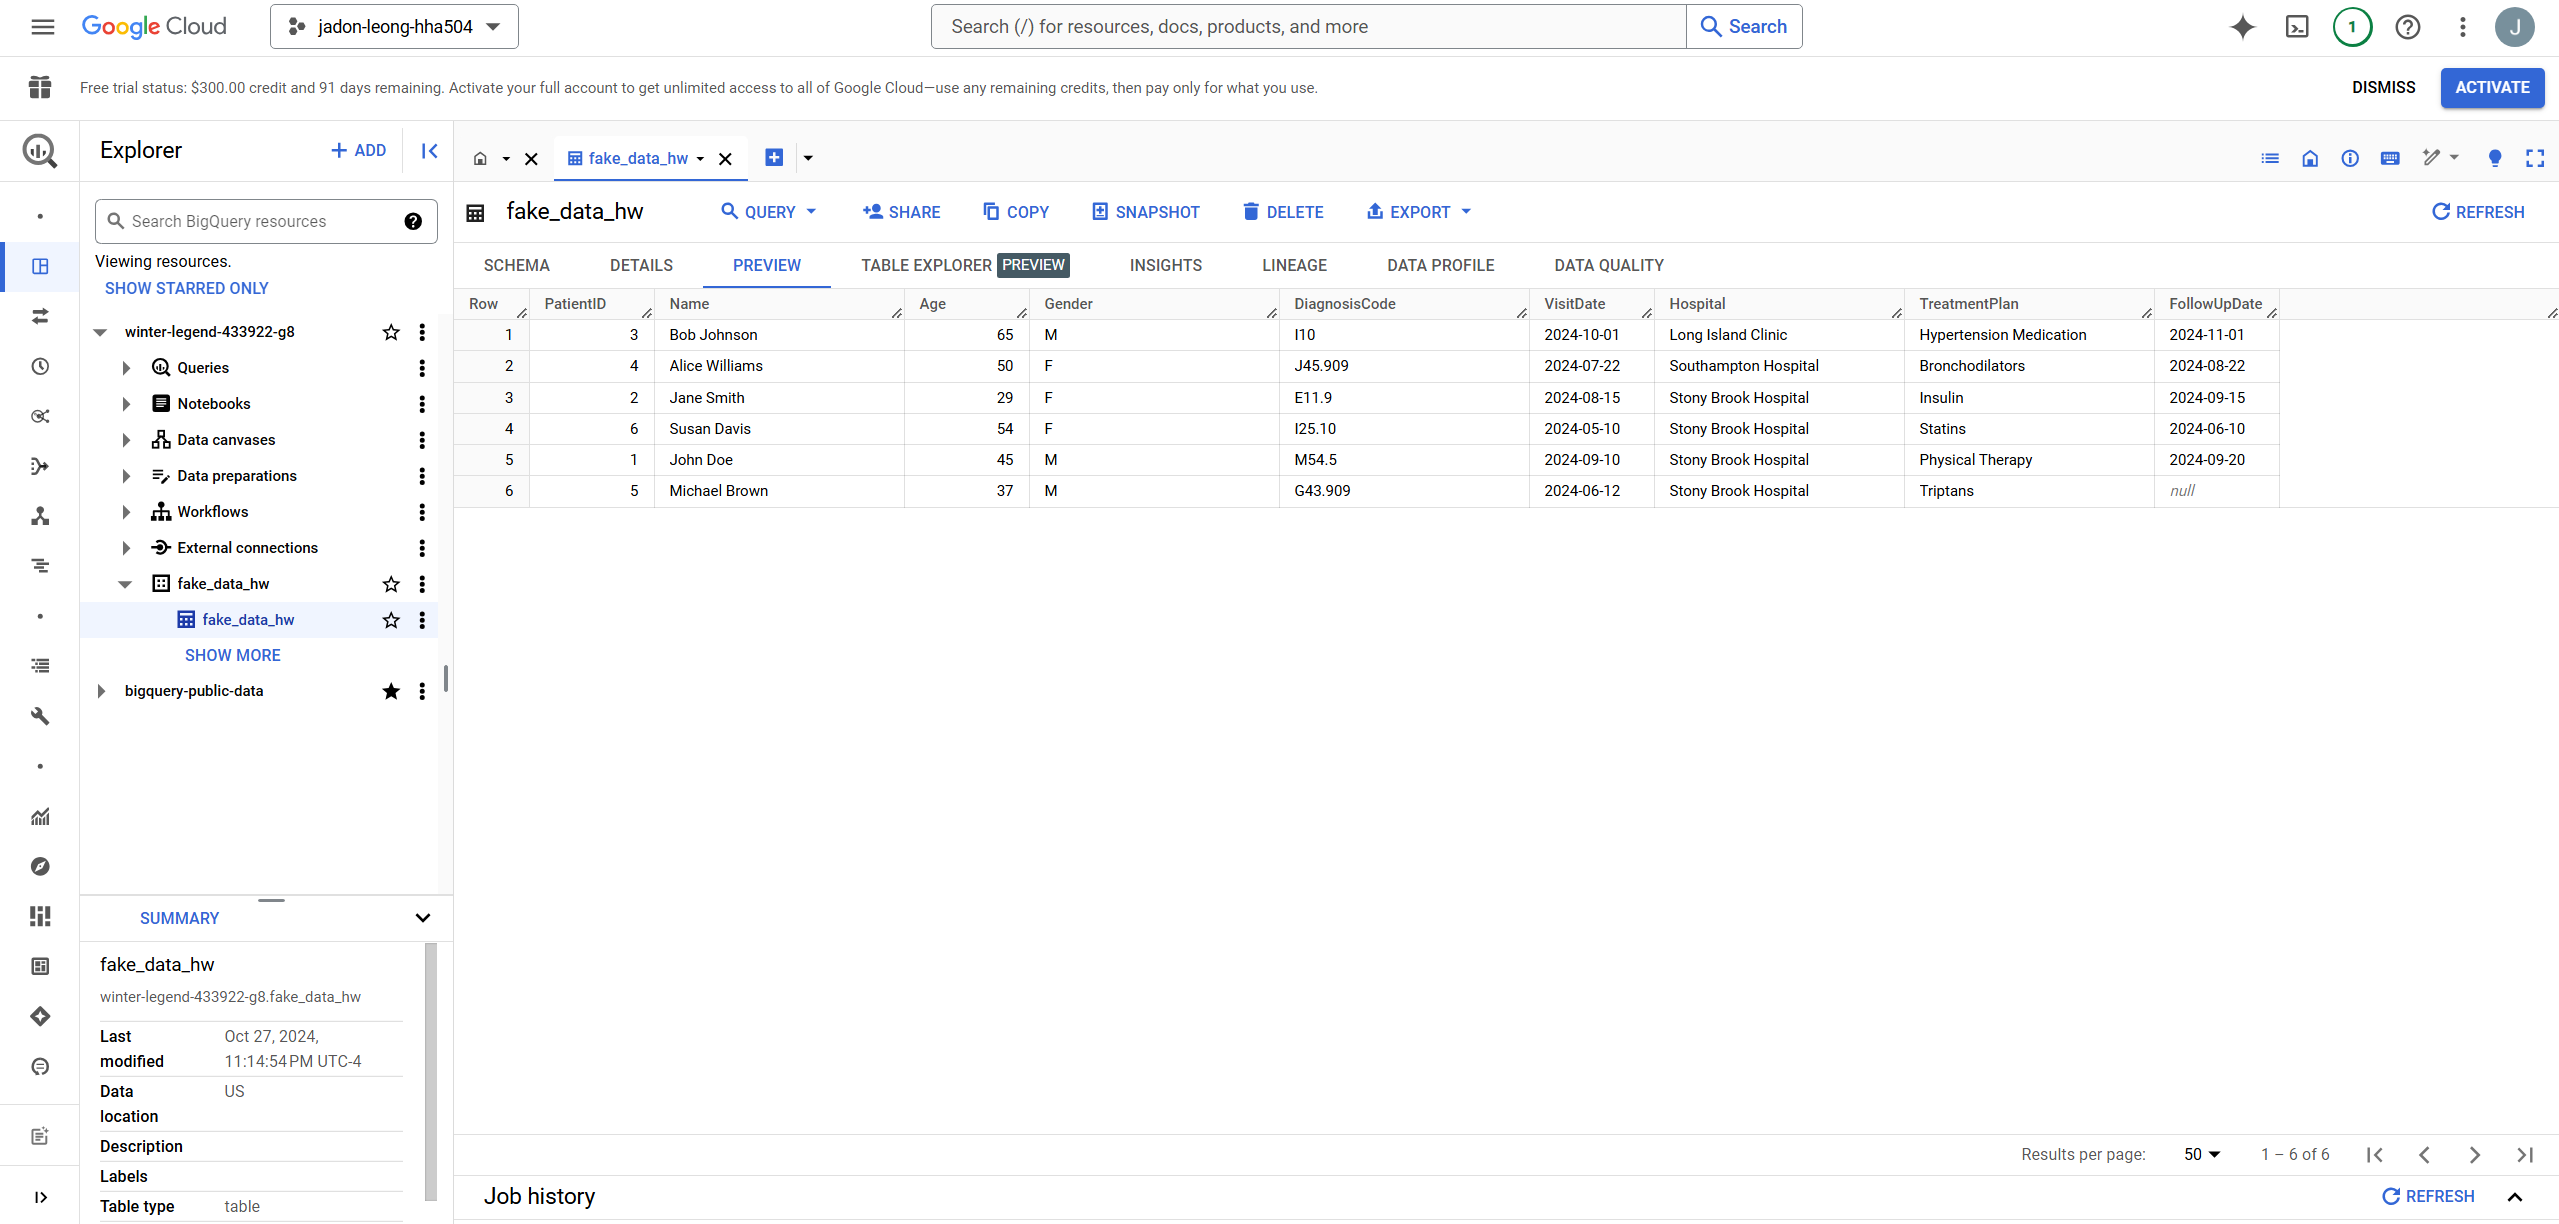 Google Cloud jadon-leong-hha504 Search (/) for resources, docs, products, and more Search 1 J
Free trial status: $300.00 credit and 91 days remaining. Activate your full account to get unlimited access to all of Google Cloud—use any remaining credits, then pay only for what you use. DISMISS ACTIVATE
Explorer + ADD
Search BigQuery resources
Viewing resources.
SHOW STARRED ONLY
winter-legend-433922-g8
Queries
Notebooks
Data canvases
Data preparations
Workflows
External connections
fake_data_hw
fake_data_hw
SHOW MORE
bigquery-public-data
SUMMARY
fake_data_hw
winter-legend-433922-g8.fake_data_hw
Last modified Oct 27, 2024, 11:14:54 PM UTC-4
Data location US
Description
Labels
Table type table
fake_data_hw
fake_data_hw QUERY SHARE COPY SNAPSHOT DELETE EXPORT REFRESH
SCHEMA DETAILS PREVIEW TABLE EXPLORER PREVIEW INSIGHTS LINEAGE DATA PROFILE DATA QUALITY
Row PatientID Name Age Gender DiagnosisCode VisitDate Hospital TreatmentPlan FollowUpDate
1 3 Bob Johnson 65 M I10 2024-10-01 Long Island Clinic Hypertension Medication 2024-11-01
2 4 Alice Williams 50 F J45.909 2024-07-22 Southampton Hospital Bronchodilators 2024-08-22
3 2 Jane Smith 29 F E11.9 2024-08-15 Stony Brook Hospital Insulin 2024-09-15
4 6 Susan Davis 54 F I25.10 2024-05-10 Stony Brook Hospital Statins 2024-06-10
5 1 John Doe 45 M M54.5 2024-09-10 Stony Brook Hospital Physical Therapy 2024-09-20
6 5 Michael Brown 37 M G43.909 2024-06-12 Stony Brook Hospital Triptans null
Results per page: 50 1 – 6 of 6
Job history REFRESH